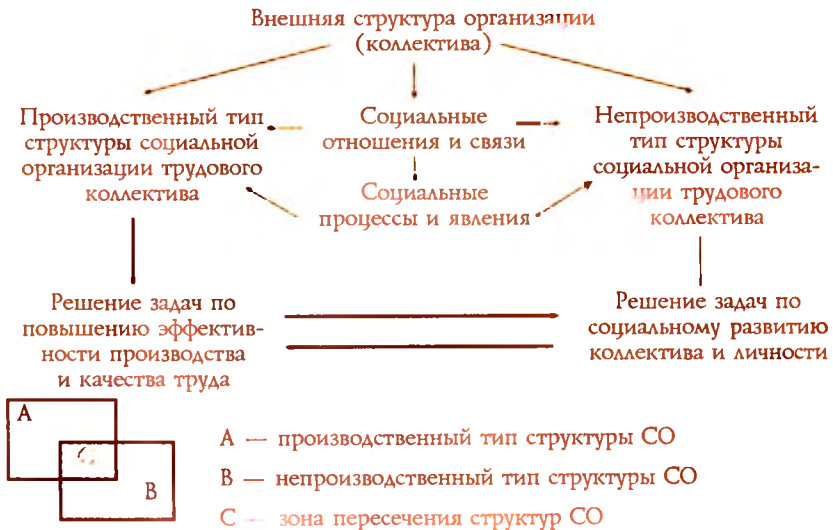 Внешняя структура организации
(коллектива)
Производственный тип
структуры социальной
организации трудового
коллектива
Социальные
отношения и связи
Социальные
процессы и явления
Непроизводственный
тип структуры
социальной организа-
ции трудового
коллектива
Решение задач по
повышению эффектив-
ности производства
и качества труда
Решение задач по
социальному развитию
коллектива и личности
A
C
B
A — производственный тип структуры СО
B — непроизводственный тип структуры СО
C — зона пересечения структур СО